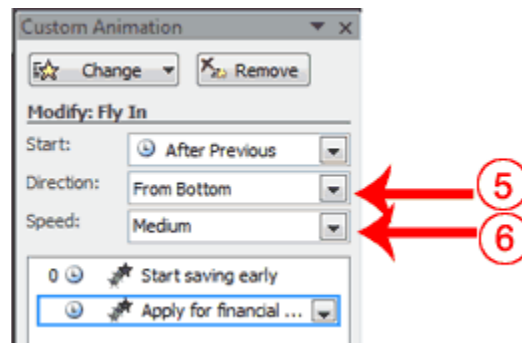 Custom Animation
Change Remove
Modify: Fly In
Start: After Previous
Direction: From Bottom
5
Speed: Medium
6
0 Start saving early
Apply for financial ...